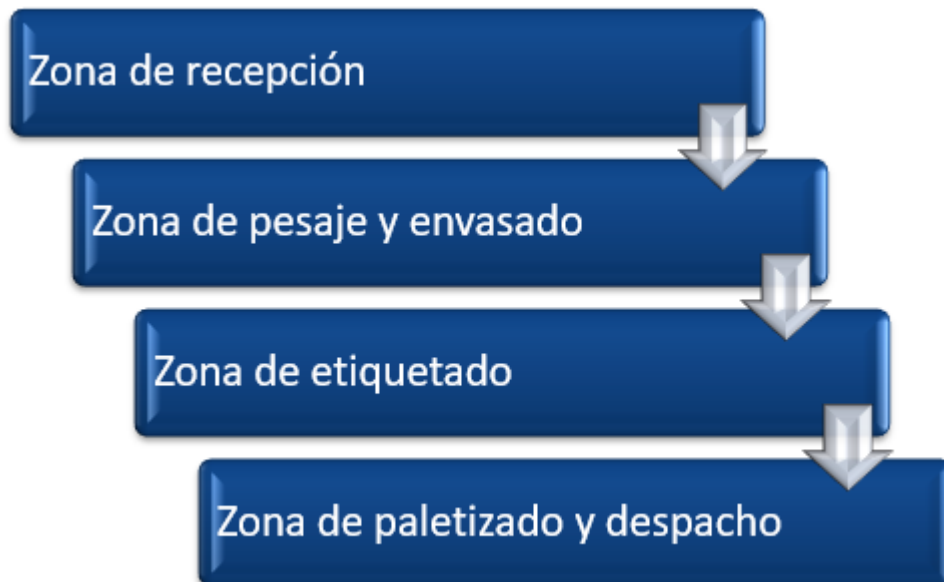 Zona de recepción
Zona de pesaje y envasado
Zona de etiquetado
Zona de paletizado y despacho